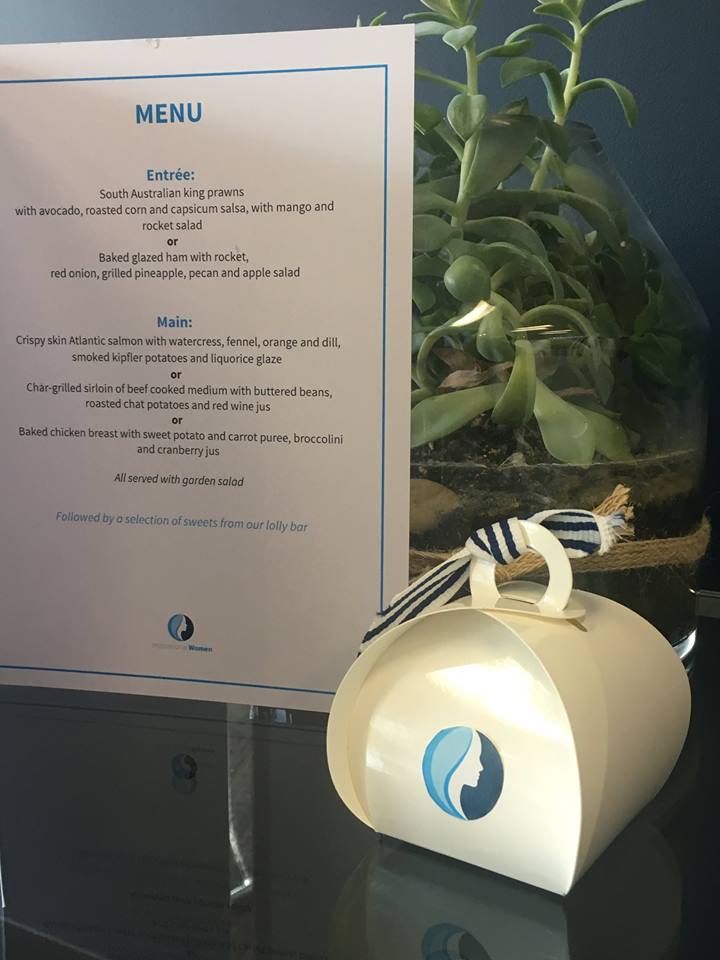 MENU
Entrée:
South Australian king prawns
with avocado, roasted corn and capsicum salsa, with mango and
rocket salad
or
Baked glazed ham with rocket,
red onion, grilled pineapple, pecan and apple salad
Main:
Crispy skin Atlantic salmon with watercress, fennel, orange and dill,
smoked kipfler potatoes and liquorice glaze
or
Char-grilled sirloin of beef cooked medium with buttered beans,
roasted chat potatoes and red wine jus
or
Baked chicken breast with sweet potato and carrot puree, broccolini
and cranberry jus
All served with garden salad
Followed by a selection of sweets from our lolly bar
Women